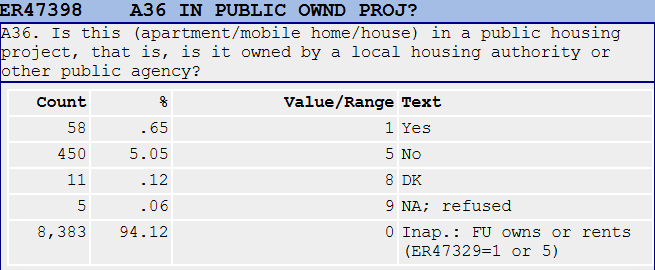 ER47398 A36 IN PUBLIC OWND PROJ?
A36. Is this (apartment/mobile home/house) in a public housing
project, that is, is it owned by a local housing authority or
other public agency?
Count % Value/Range Text
58 .65 1 Yes
450 5.05 5 No
11 .12 8 DK
5 .06 9 NA; refused
8,383 94.12 0 Inap.: FU owns or rents
(ER47329=1 or 5)